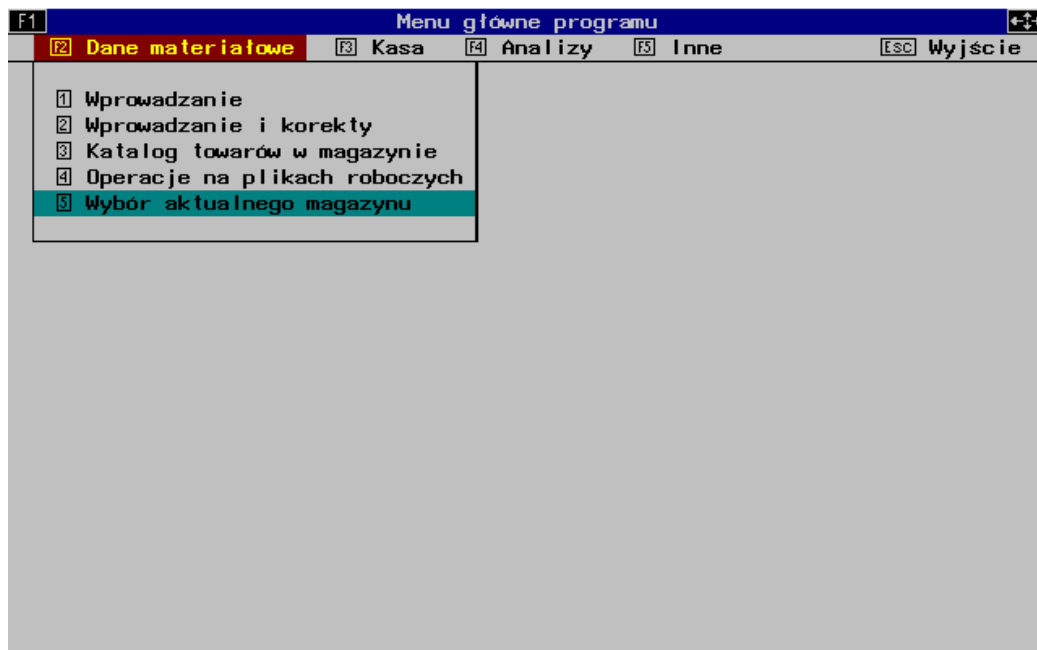 F1 Menu główne programu
F2 Dane materiałowe F3 Kasa F4 Analizy F5 Inne ESC Wyjście
1 Wprowadzanie
2 Wprowadzanie i korekty
3 Katalog towarów w magazynie
4 Operacje na plikach roboczych
5 Wybór aktualnego magazynu